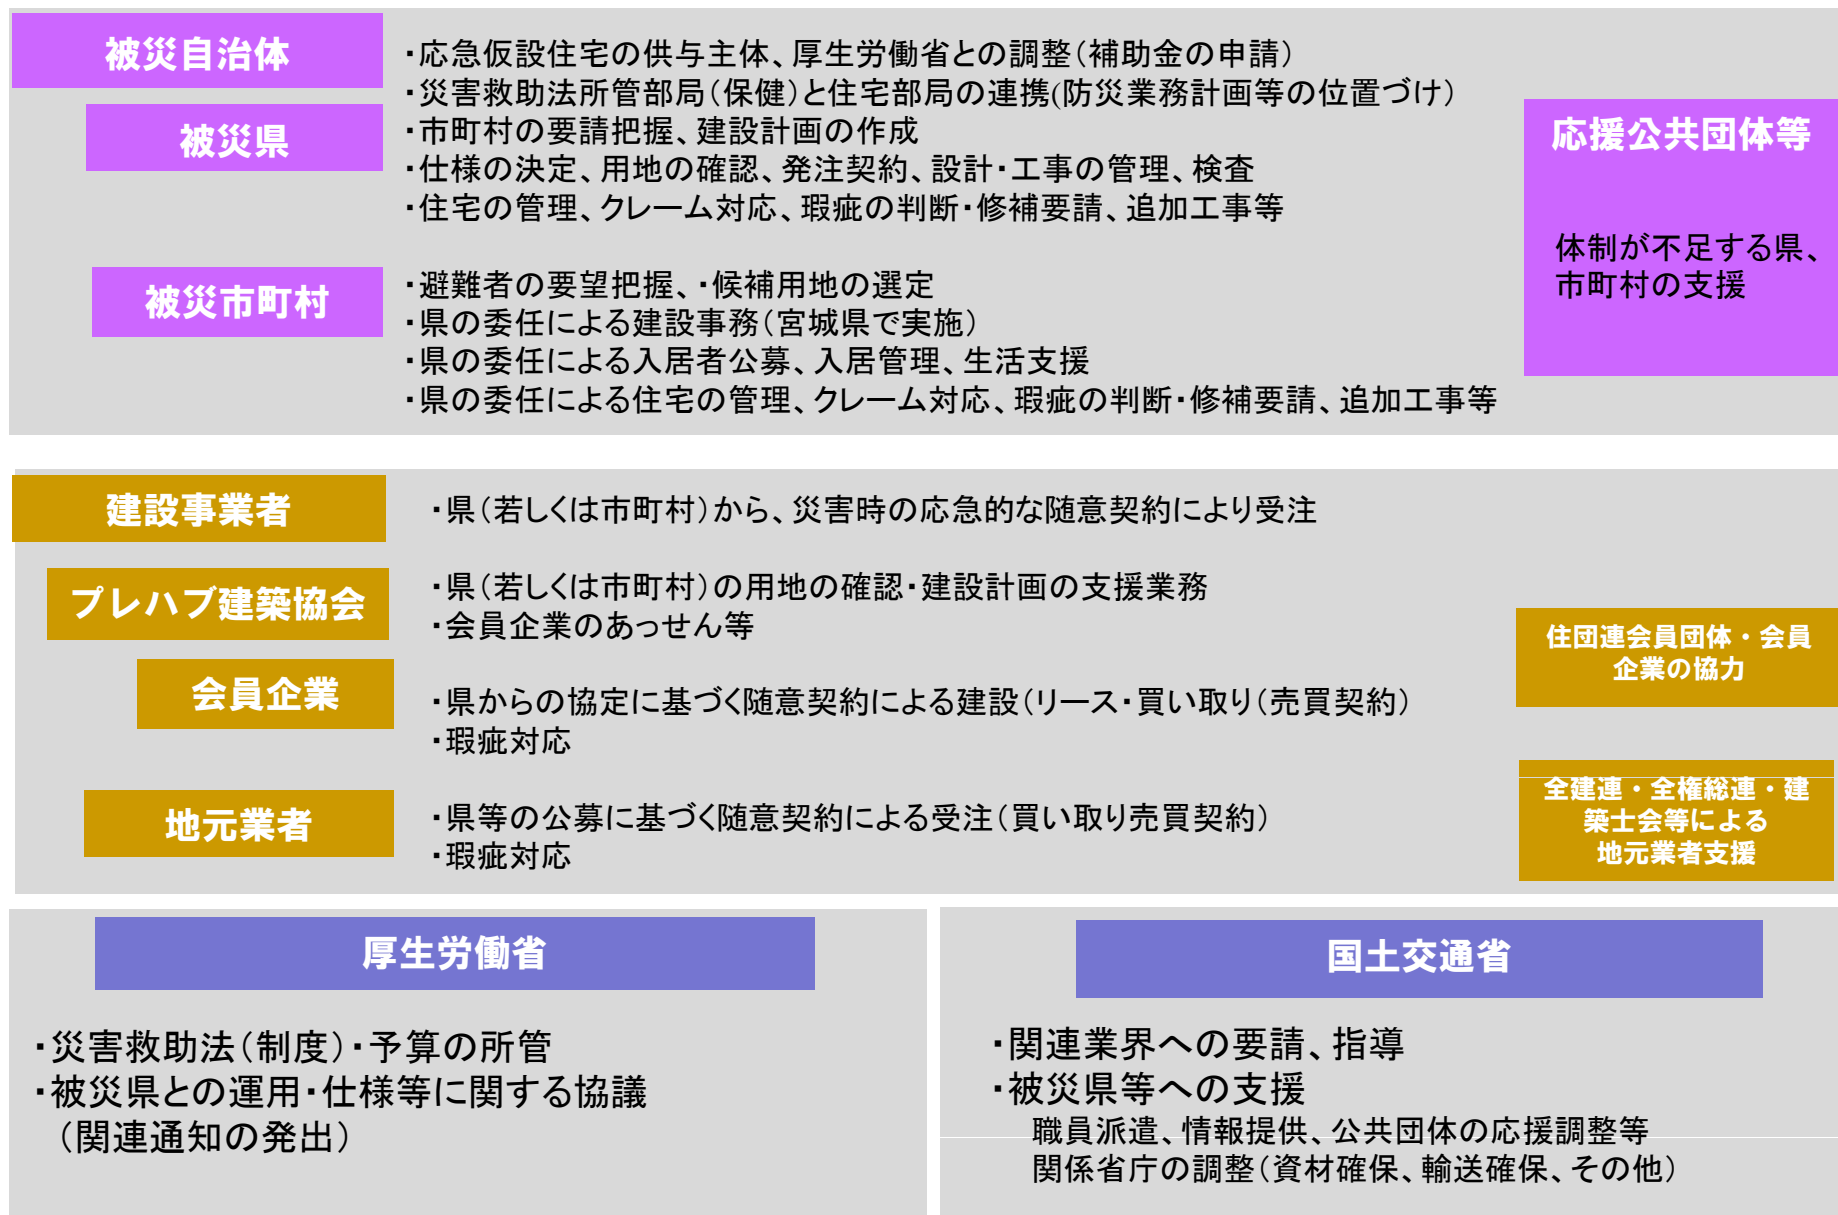 被災自治体
・応急仮設住宅の供与主体、厚生労働省との調整（補助金の申請）
・災害救助法所管部局（保健）と住宅部局の連携(防災業務計画等の位置づけ）
被災県
・市町村の要請把握、建設計画の作成
・仕様の決定、用地の確認、発注契約、設計・工事の管理、検査
・住宅の管理、クレーム対応、瑕疵の判断・修補要請、追加工事等
被災市町村
・避難者の要望把握、・候補用地の選定
・県の委任による建設事務（宮城県で実施）
・県の委任による入居者公募、入居管理、生活支援
・県の委任による住宅の管理、クレーム対応、瑕疵の判断・修補要請、追加工事等
応援公共団体等
体制が不足する県、
市町村の支援
建設事業者
・県（若しくは市町村）から、災害時の応急的な随意契約により受注
プレハブ建築協会
・県（若しくは市町村）の用地の確認・建設計画の支援業務
・会員企業のあっせん等
会員企業
・県からの協定に基づく随意契約による建設（リース・買い取り（売買契約）
・瑕疵対応
住団連会員団体・会員
企業の協力
地元業者
・県等の公募に基づく随意契約による受注（買い取り売買契約）
・瑕疵対応
全建連・全権総連・建
築士会等による
地元業者支援
厚生労働省
・災害救助法（制度）・予算の所管
・被災県との運用・仕様等に関する協議
（関連通知の発出）
国土交通省
・関連業界への要請、指導
・被災県等への支援
職員派遣、情報提供、公共団体の応援調整等
関係省庁の調整（資材確保、輸送確保、その他）